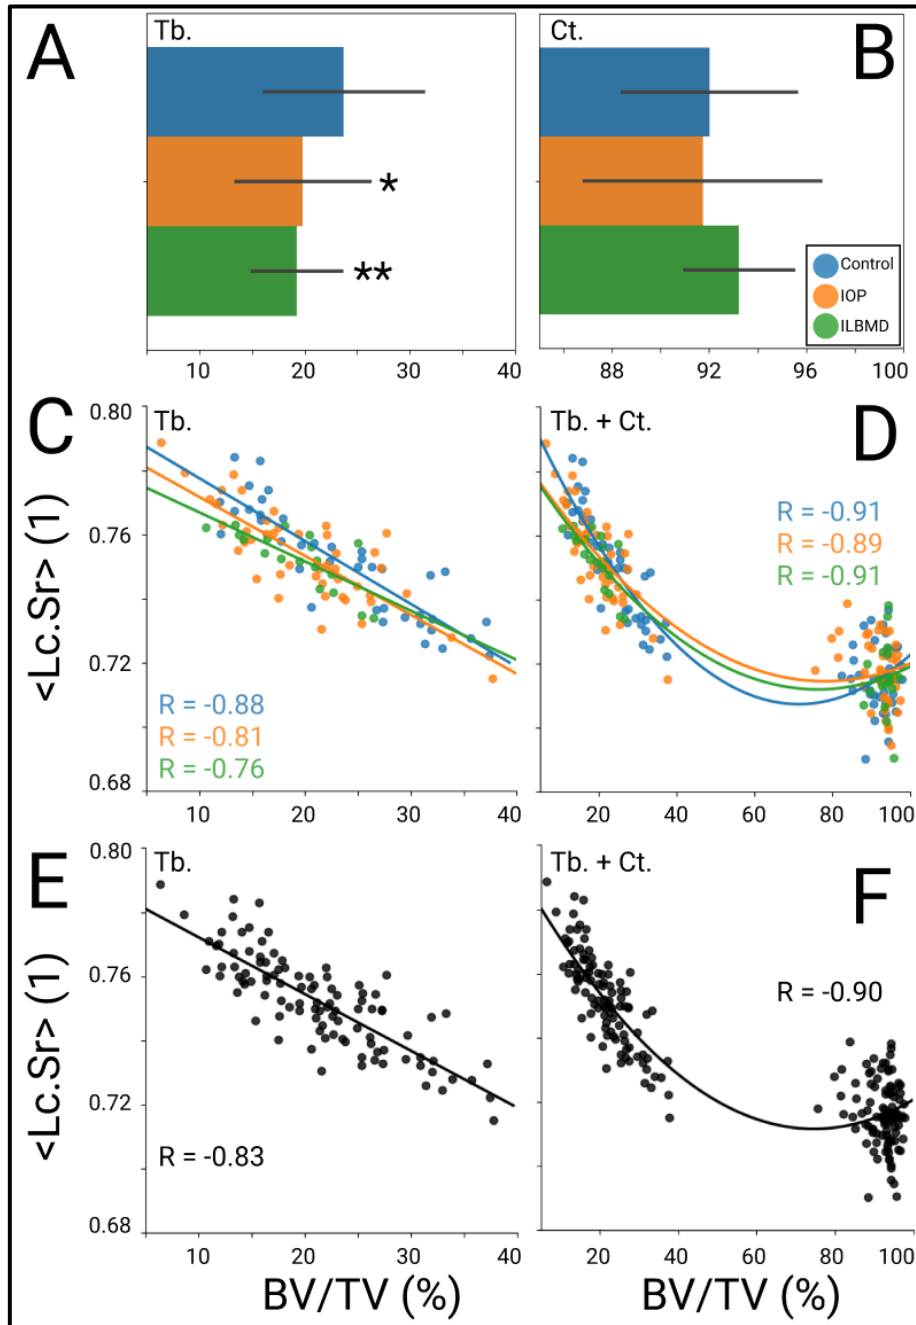 A
Tb.
*
**
10 20 30 40
Ct.
B
Control
IOP
ILBMD
88 92 96 100
C
Tb.
<Lc.Sr> (1)
0.80
0.76
0.72
0.68
R = -0.88
R = -0.81
R = -0.76
10 20 30 40
Tb. + Ct.
D
R = -0.91
R = -0.89
R = -0.91
20 40 60 80 100
E
Tb.
<Lc.Sr> (1)
0.80
0.76
0.72
0.68
R = -0.83
10 20 30 40
BV/TV (%)
Tb. + Ct.
F
R = -0.90
20 40 60 80 100
BV/TV (%)